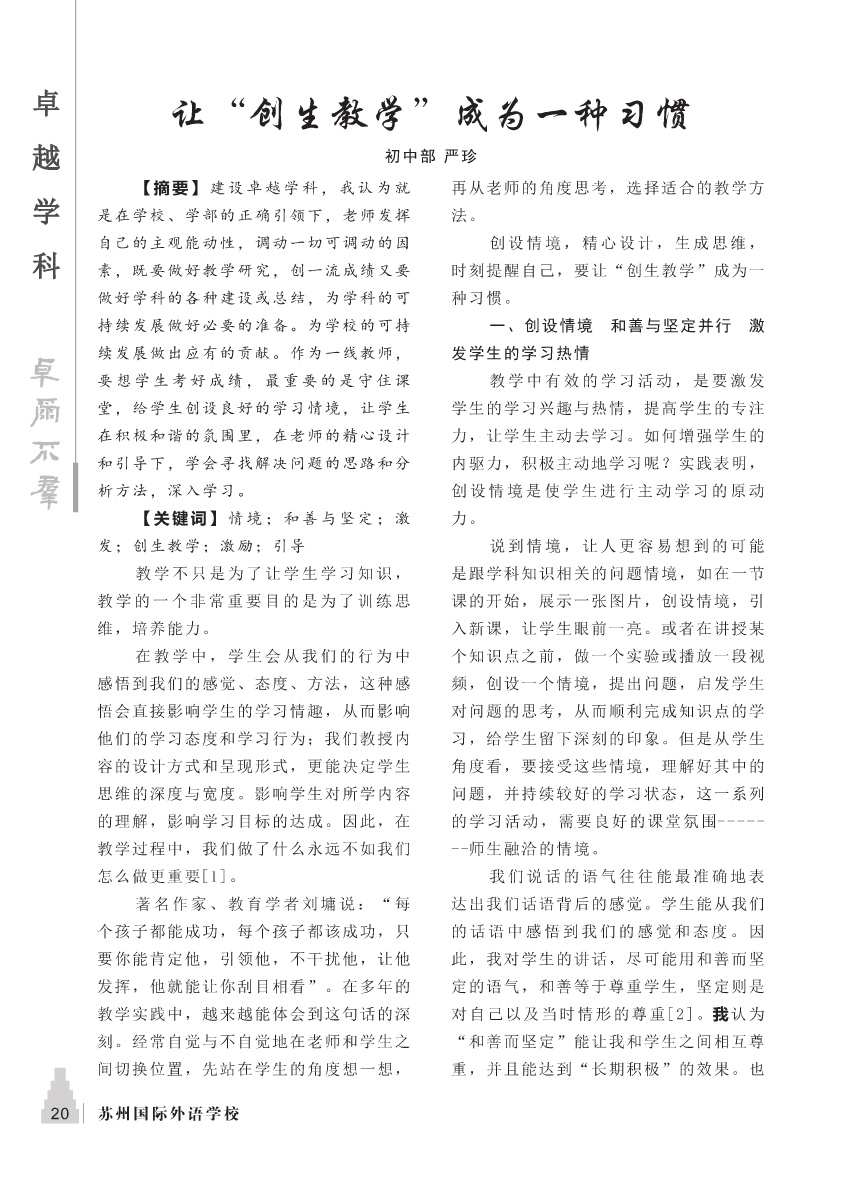 卓
越
学
科
卓
尔
不
群
让“创生教学”成为一种习惯
初中部 严珍
【摘要】建设卓越学科，我认为就
是在学校、学部的正确引领下，老师发挥
自己的主观能动性，调动一切可调动的因
素，既要做好教学研究，创一流成绩又要
做好学科的各种建设或总结，为学科的可
持续发展做好必要的准备。为学校的可持
续发展做出应有的贡献。作为一线教师，
要想学生考好成绩，最重要的是守住课
堂，给学生创设良好的学习情境，让学生
在积极和谐的氛围里，在老师的精心设计
和引导下，学会寻找解决问题的思路和分
析方法，深入学习。
【关键词】情境；和善与坚定；激
发；创生教学；激励；引导
教学不只是为了让学生学习知识，
教学的一个非常重要目的是为了训练思
维，培养能力。
在教学中，学生会从我们的行为中
感悟到我们的感觉、态度、方法，这种感
悟会直接影响学生的学习情趣，从而影响
他们的学习态度和学习行为；我们教授内
容的设计方式和呈现形式，更能决定学生
思维的深度与宽度。影响学生对所学内容
的理解，影响学习目标的达成。因此，在
教学过程中，我们做了什么永远不如我们
怎么做更重要[1]。
著名作家、教育学者刘墉说：“每
个孩子都能成功，每个孩子都该成功，只
要你能肯定他，引领他，不干扰他，让他
发挥，他就能让你刮目相看”。在多年的
教学实践中，越来越能体会到这句话的深
刻。经常自觉与不自觉地在老师和学生之
间切换位置，先站在学生的角度想一想，
再从老师的角度思考，选择适合的教学方
法。
创设情境，精心设计，生成思维，
时刻提醒自己，要让“创生教学”成为一
种习惯。
一、创设情境　和善与坚定并行　激
发学生的学习热情
教学中有效的学习活动，是要激发
学生的学习兴趣与热情，提高学生的专注
力，让学生主动去学习。如何增强学生的
内驱力，积极主动地学习呢？实践表明，
创设情境是使学生进行主动学习的原动
力。
说到情境，让人更容易想到的可能
是跟学科知识相关的问题情境，如在一节
课的开始，展示一张图片，创设情境，引
入新课，让学生眼前一亮。或者在讲授某
个知识点之前，做一个实验或播放一段视
频，创设一个情境，提出问题，启发学生
对问题的思考，从而顺利完成知识点的学
习，给学生留下深刻的印象。但是从学生
角度看，要接受这些情境，理解好其中的
问题，并持续较好的学习状态，这一系列
的学习活动，需要良好的课堂氛围-----
--师生融洽的情境。
我们说话的语气往往能最准确地表
达出我们话语背后的感觉。学生能从我们
的话语中感悟到我们的感觉和态度。因
此，我对学生的讲话，尽可能用和善而坚
定的语气，和善等于尊重学生，坚定则是
对自己以及当时情形的尊重[2]。我认为
“和善而坚定”能让我和学生之间相互尊
重，并且能达到“长期积极”的效果。也
20
苏州国际外语学校